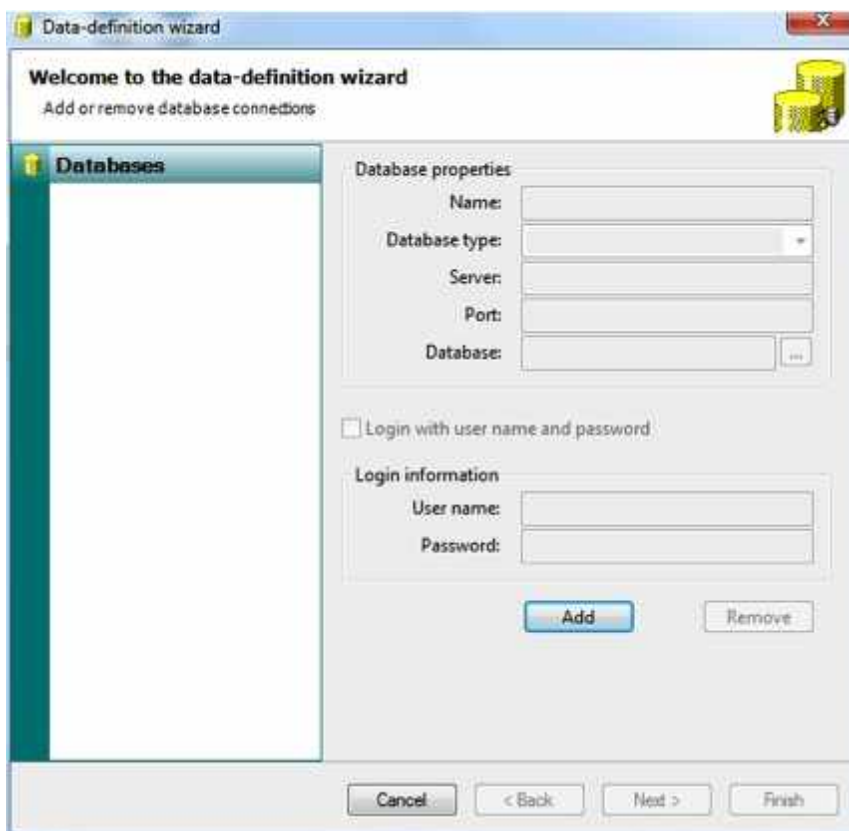 Data-definition wizard
Welcome to the data-definition wizard
Add or remove database connections
Databases
Database properties
Name:
Database type:
Server:
Port:
Database:
...
Login with user name and password
Login information
User name:
Password:
Add
Remove
Cancel
< Back
Next >
Finish